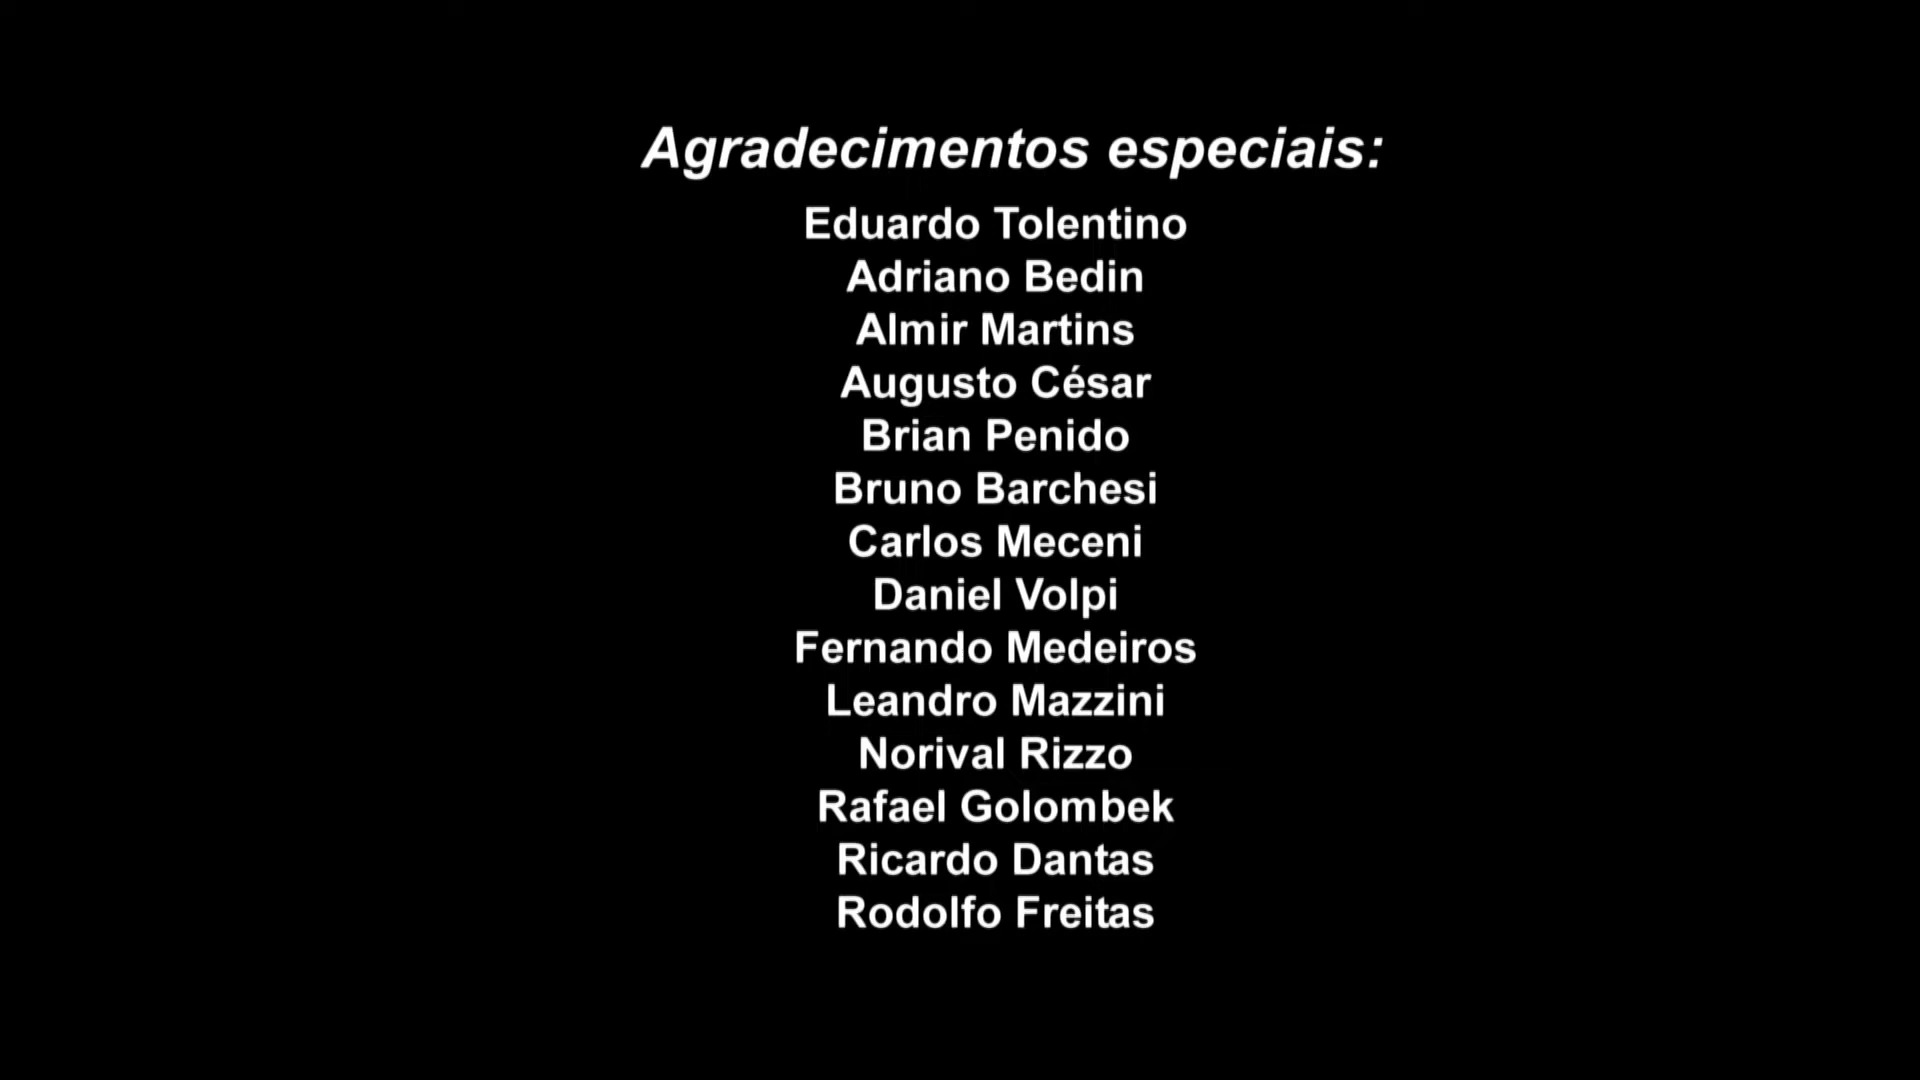 Agradecimentos especiais:
Eduardo Tolentino
Adriano Bedin
Almir Martins
Augusto César
Brian Penido
Bruno Barchesi
Carlos Meceni
Daniel Volpi
Fernando Medeiros
Leandro Mazzini
Norival Rizzo
Rafael Golombek
Ricardo Dantas
Rodolfo Freitas